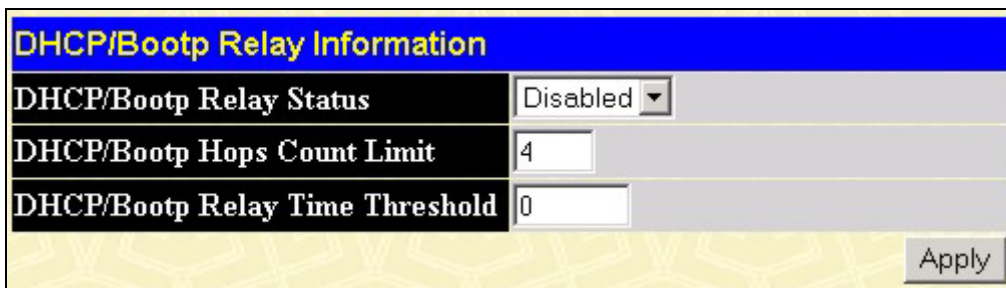 DHCP/Bootp Relay Information
DHCP/Bootp Relay Status Disabled
DHCP/Bootp Hops Count Limit 4
DHCP/Bootp Relay Time Threshold 0
Apply